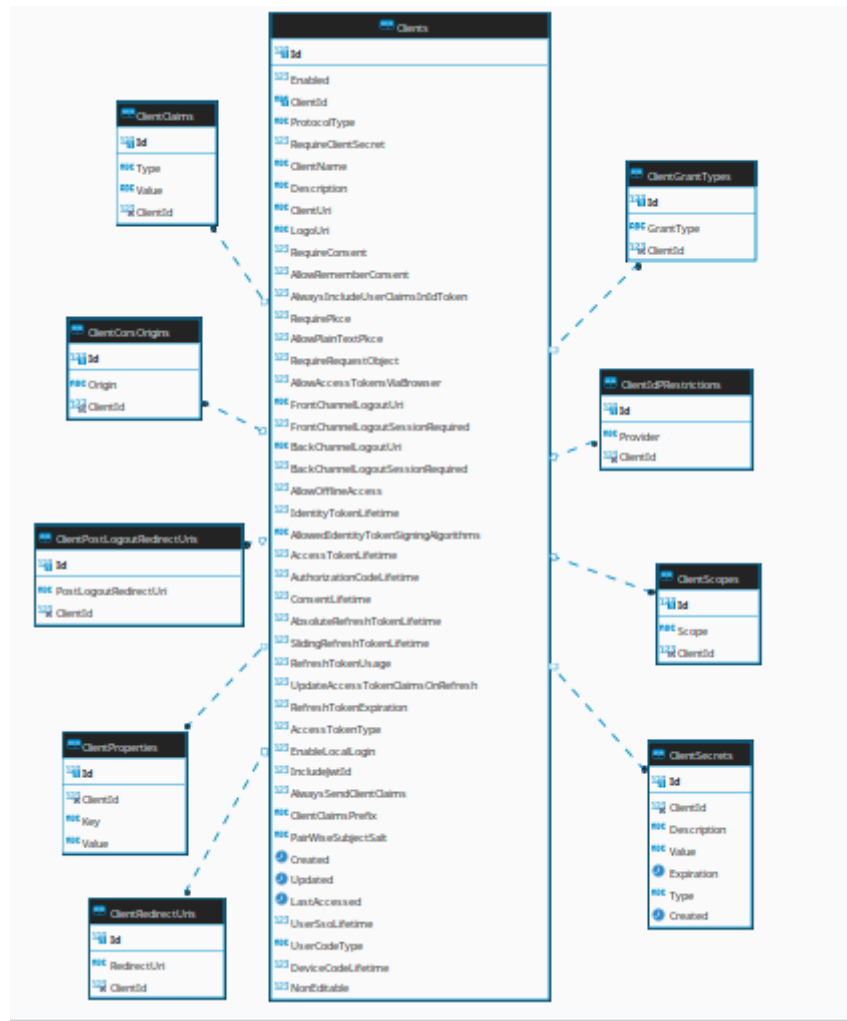 Clients
Id
Enabled
ClientId
ProtocolType
RequireClientSecret
ClientName
Description
ClientUri
LogoUri
RequireConsent
AllowRememberConsent
AlwaysIncludeUserClaimsInIdToken
RequirePkce
AllowPlainTextPkce
RequireRequestObject
AllowAccessTokensViaBrowser
FrontChannelLogoutUri
FrontChannelLogoutSessionRequired
BackChannelLogoutUri
BackChannelLogoutSessionRequired
AllowOfflineAccess
IdentityTokenLifetime
AllowedIdentityTokenSigningAlgorithms
AccessTokenLifetime
AuthorizationCodeLifetime
ConsentLifetime
AbsoluteRefreshTokenLifetime
SlidingRefreshTokenLifetime
RefreshTokenUsage
UpdateAccessTokenClaimsOnRefresh
RefreshTokenExpiration
AccessTokenType
EnableLocalLogin
IncludeJwtId
AlwaysSendClientClaims
ClientClaimsPrefix
PairWiseSubjectSalt
Created
Updated
LastAccessed
UserSsoLifetime
UserCodeType
DeviceCodeLifetime
NonEditable
ClientClaims
Id
Type
Value
ClientId
ClientCorsOrigins
Id
Origin
ClientId
ClientPostLogoutRedirectUris
Id
PostLogoutRedirectUri
ClientId
ClientProperties
Id
ClientId
Key
Value
ClientRedirectUris
Id
RedirectUri
ClientId
ClientGrantTypes
Id
GrantType
ClientId
ClientIdPRestrictions
Id
Provider
ClientId
ClientScopes
Id
Scope
ClientId
ClientSecrets
Id
ClientId
Description
Value
Expiration
Type
Created